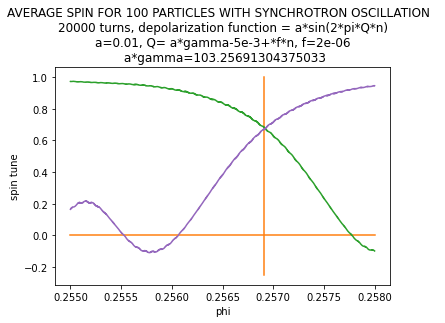 AVERAGE SPIN FOR 100 PARTICLES WITH SYNCHROTRON OSCILLATION
20000 turns, depolarization function = a*sin(2*pi*Q*n)
a=0.01, Q= a*gamma-5e-3+*f*n, f=2e-06
a*gamma=103.25691304375033
1.0
0.8
0.6
0.4
0.2
0.0
−0.2
spin tune
0.2550 0.2555 0.2560 0.2565 0.2570 0.2575 0.2580
phi